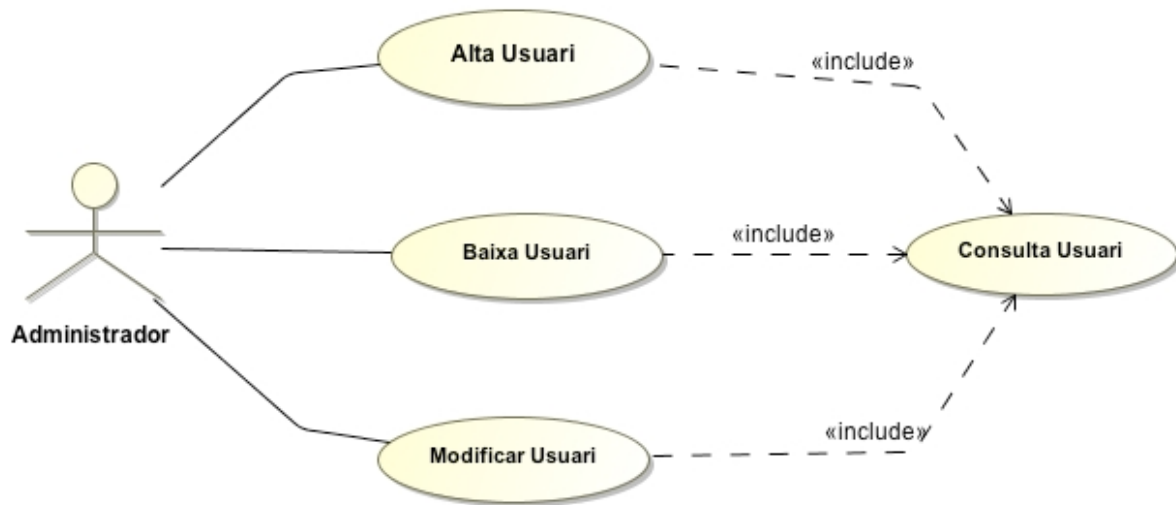 Alta Usuari
«include»
Baixa Usuari
«include»
Consulta Usuari
Administrador
Modificar Usuari
«include»